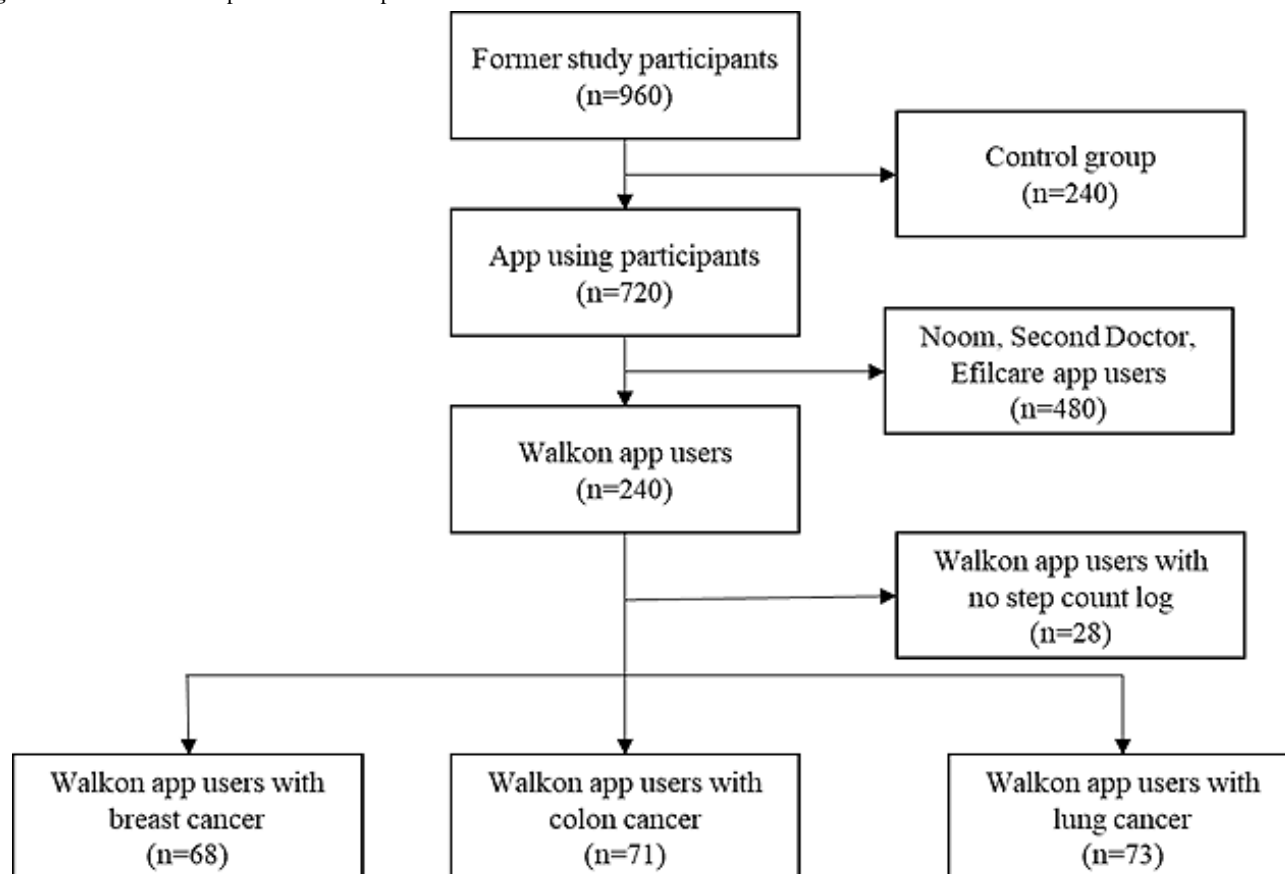 Former study participants
(n=960)
Control group
(n=240)
App using participants
(n=720)
Noom, Second Doctor,
Efilcare app users
(n=480)
Walkon app users
(n=240)
Walkon app users with
no step count log
(n=28)
Walkon app users with
breast cancer
(n=68)
Walkon app users with
colon cancer
(n=71)
Walkon app users with
lung cancer
(n=73)